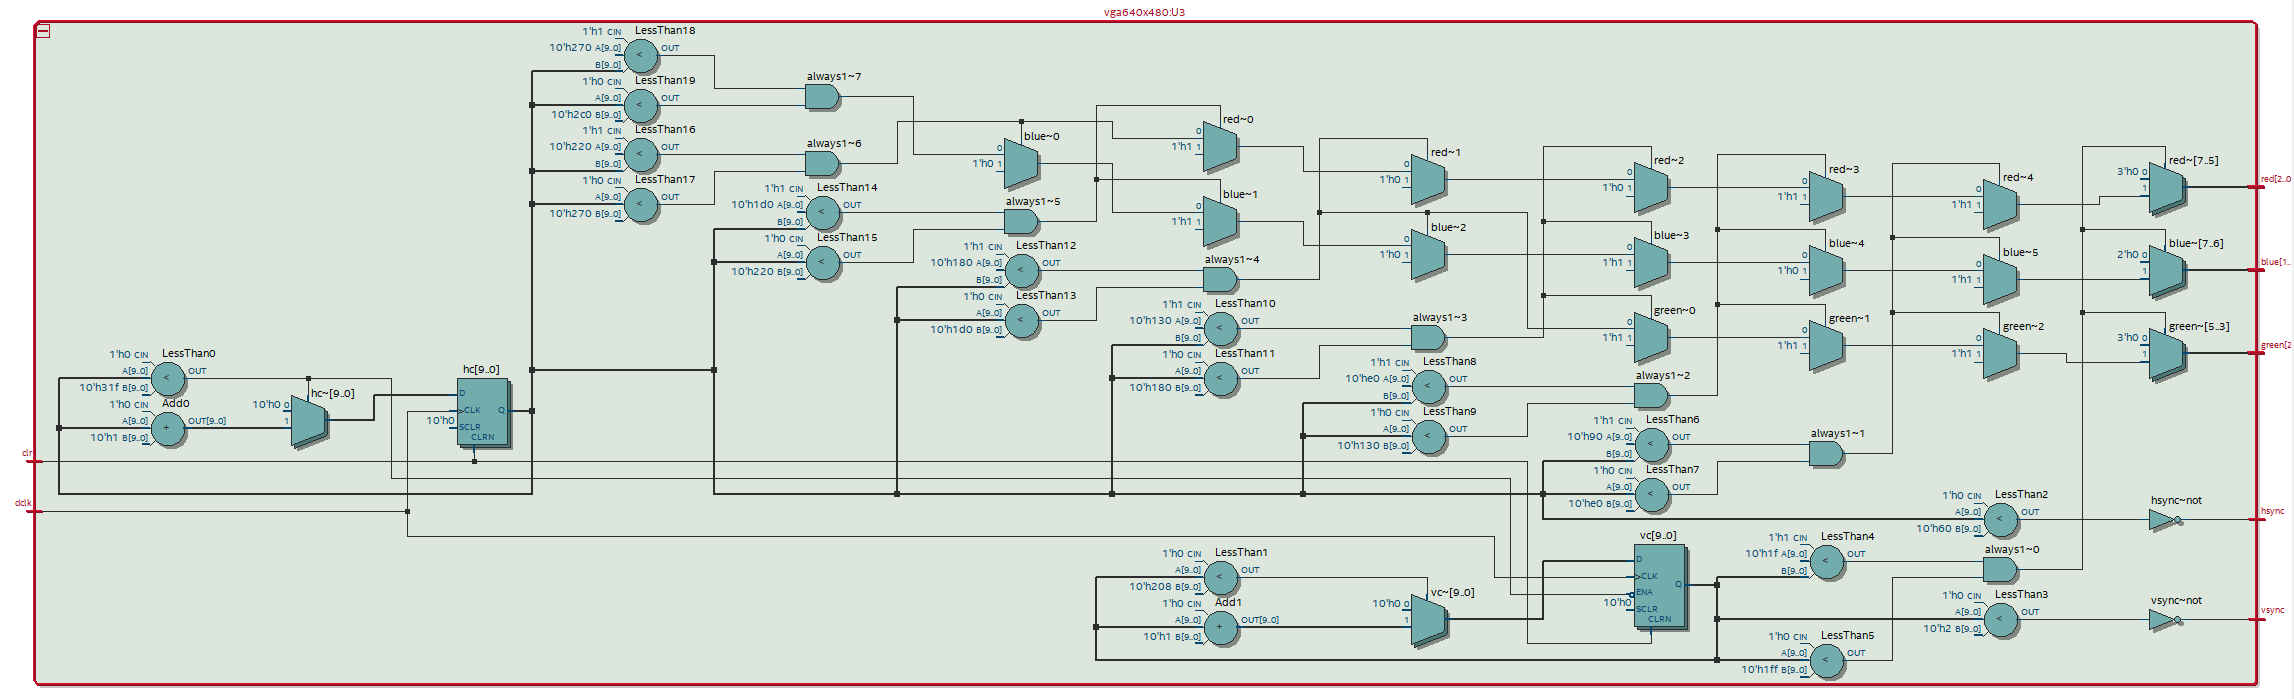 vga640x480:U3
LessThan18
1'h1 CIN
10'h270 A[9..0]
B[9..0]
OUT
LessThan19
1'h0 CIN
A[9..0]
10'h2c0 B[9..0]
OUT
LessThan16
1'h1 CIN
10'h220 A[9..0]
B[9..0]
OUT
LessThan17
1'h0 CIN
A[9..0]
10'h270 B[9..0]
OUT
always1~7
always1~6
LessThan14
1'h1 CIN
10'h1d0 A[9..0]
B[9..0]
OUT
LessThan15
1'h0 CIN
A[9..0]
10'h220 B[9..0]
OUT
blue~0
0
1'h0 1
always1~5
LessThan12
1'h1 CIN
10'h180 A[9..0]
B[9..0]
OUT
LessThan13
1'h0 CIN
A[9..0]
10'h1d0 B[9..0]
OUT
red~0
0
1'h1 1
blue~1
0
1'h1 1
always1~4
LessThan10
1'h1 CIN
10'h130 A[9..0]
B[9..0]
OUT
LessThan11
1'h0 CIN
A[9..0]
10'h180 B[9..0]
OUT
red~1
0
1'h0 1
blue~2
0
1'h0 1
always1~3
LessThan8
1'h1 CIN
10'he0 A[9..0]
B[9..0]
OUT
LessThan9
1'h0 CIN
A[9..0]
10'h130 B[9..0]
OUT
red~2
0
1'h0 1
blue~3
0
1'h1 1
green~0
0
1'h1 1
always1~2
LessThan6
1'h1 CIN
10'h90 A[9..0]
B[9..0]
OUT
LessThan7
1'h0 CIN
A[9..0]
10'he0 B[9..0]
OUT
red~3
0
1'h1 1
blue~4
0
1'h0 1
green~1
0
1'h1 1
always1~1
red~4
0
1'h1 1
blue~5
0
1'h1 1
green~2
0
1'h1 1
red~[7..5]
3'h0 0
1
blue~[7..6]
2'h0 0
1
green~[5..3]
3'h0 0
1
red[2..0
blue[1..
green[2
LessThan0
1'h0 CIN
A[9..0]
10'h31f B[9..0]
OUT
Add0
1'h0 CIN
A[9..0]
10'h1 B[9..0]
OUT[9..0]
hc~[9..0]
10'h0 0
1
hc[9..0]
D
CLK
10'h0 SCLR
CLRN
Q
clr
dclk
LessThan2
1'h0 CIN
A[9..0]
10'h60 B[9..0]
OUT
hsync~not
hsync
LessThan1
1'h0 CIN
A[9..0]
10'h208 B[9..0]
OUT
Add1
1'h0 CIN
A[9..0]
10'h1 B[9..0]
OUT[9..0]
vc~[9..0]
10'h0 0
1
vc[9..0]
D
CLK
ENA
10'h0 SCLR
CLRN
Q
LessThan4
1'h1 CIN
10'h1f A[9..0]
B[9..0]
OUT
always1~0
LessThan3
1'h0 CIN
A[9..0]
10'h2 B[9..0]
OUT
LessThan5
1'h0 CIN
A[9..0]
10'h1ff B[9..0]
OUT
vsync~not
vsync